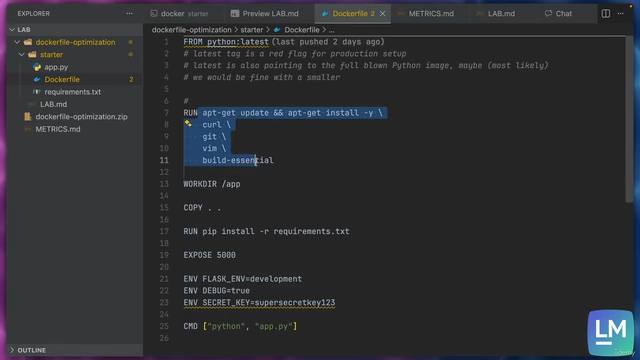 EXPLORER
docker starter
Preview LAB.md
Dockerfile 2
METRICS.md
LAB.md
Chat
LAB
dockerfile-optimization
starter
app.py
Dockerfile 2
requirements.txt
LAB.md
dockerfile-optimization.zip
METRICS.md
OUTLINE
dockerfile-optimization > starter > Dockerfile > ...
1 FROM python:latest (last pushed 2 days ago)
2 # latest tag is a red flag for production setup
3 # latest is also pointing to the full blown Python image, maybe (most likely)
4 # we would be fine with a smaller
5
6 #
7 RUN apt-get update && apt-get install -y \
8 curl \
9 git \
10 vim \
11 build-essential
12
13 WORKDIR /app
14
15 COPY . .
16
17 RUN pip install -r requirements.txt
18
19 EXPOSE 5000
20
21 ENV FLASK_ENV=development
22 ENV DEBUG=true
23 ENV SECRET_KEY=supersecretkey123
24
25 CMD ["python", "app.py"]
26
LM